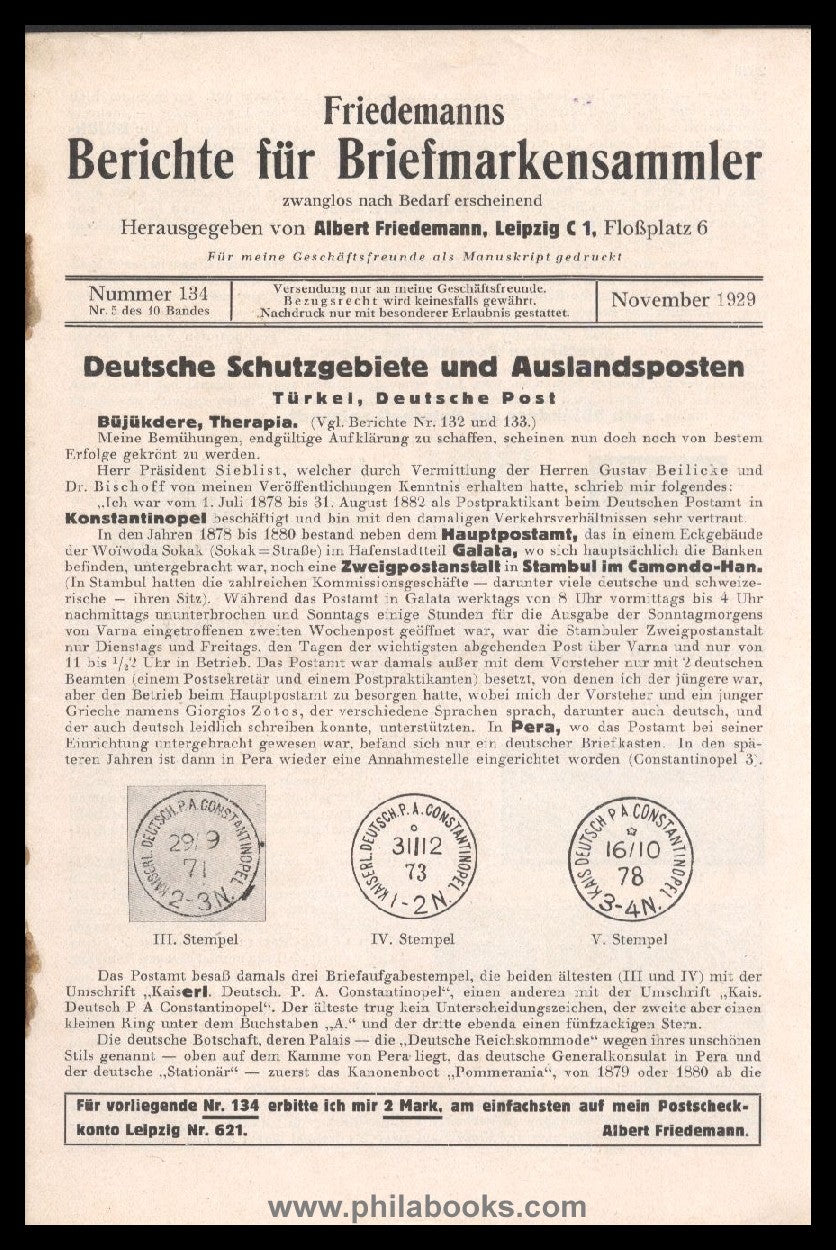 Friedemanns
Berichte für Briefmarkensammler
zwanglos nach Bedarf erscheinend
Herausgegeben von Albert Friedemann, Leipzig C 1, Floßplatz 6
Für meine Geschäftsfreunde als Manuskript gedruckt
Nummer 134
Nr. 5 des 10 Bandes
Versendung nur an meine Geschäftsfreunde.
Bezugsrecht wird keinesfalls gewährt.
Nachdruck nur mit besonderer Erlaubnis gestattet.
November 1929
Deutsche Schutzgebiete und Auslandsposten
Türkei, Deutsche Post
Büjükdere, Therapia. (Vgl. Berichte Nr. 132 und 133.)
Meine Bemühungen, endgültige Aufklärung zu schaffen, scheinen nun doch noch von bestem
Erfolge gekrönt zu werden.
Herr Präsident Sieblist, welcher durch Vermittlung der Herren Gustav Beilicke und
Dr. Bischoff von meinen Veröffentlichungen Kenntnis erhalten hatte, schrieb mir folgendes:
„Ich war vom 1. Juli 1878 bis 31. August 1882 als Postpraktikant beim Deutschen Postamt in
Konstantinopel beschäftigt und bin mit den damaligen Verkehrsverhältnissen sehr vertraut.
In den Jahren 1878 bis 1880 bestand neben dem Hauptpostamt, das in einem Eckgebäude
der Woïwoda Sokak (Sokak = Straße) im Hafenstadtteil Galata, wo sich hauptsächlich die Banken
befinden, untergebracht war, noch eine Zweigpostanstalt in Stambul im Camondo-Han.
(In Stambul hatten die zahlreichen Kommissionsgeschäfte — darunter viele deutsche und schweize-
rische — ihren Sitz). Während das Postamt in Galata werktags von 8 Uhr vormittags bis 4 Uhr
nachmittags ununterbrochen und Sonntags einige Stunden für die Ausgabe der Sonntagmorgens
von Varna eingetroffenen zweiten Wochenpost geöffnet war, war die Stambuler Zweigpostanstalt
nur Dienstags und Freitags, den Tagen der wichtigsten abgehenden Post über Varna und nur von
11 bis 1/2 2 Uhr in Betrieb. Das Postamt war damals außer mit dem Vorsteher nur mit 2 deutschen
Beamten (einem Postsekretär und einem Postpraktikanten) besetzt, von denen ich der jüngere war,
aber den Betrieb beim Hauptpostamt zu besorgen hatte, wobei mich der Vorsteher und ein junger
Grieche namens Giorgios Zotos, der verschiedene Sprachen sprach, darunter auch deutsch, und
der auch deutsch leidlich schreiben konnte, unterstützten. In Pera, wo das Postamt bei seiner
Einrichtung untergebracht gewesen war, befand sich nur ein deutscher Briefkasten. In den spä-
teren Jahren ist dann in Pera wieder eine Annahmestelle eingerichtet worden (Constantinopel 3).
KAISERL. DEUTSCH. P. A. CONSTANTINOPEL
29/9
71
2-3N.
KAISERL. DEUTSCH. P. A. CONSTANTINOPEL
31/12
73
1-2N.
KAIS DEUTSCH P A CONSTANTINOPEL
16/10
78
3-4N.
III. Stempel
IV. Stempel
V. Stempel
Das Postamt besaß damals drei Briefaufgabestempel, die beiden ältesten (III und IV) mit der
Umschrift „Kaiserl. Deutsch. P. A. Constantinopel“, einen anderen mit der Umschrift „Kais.
Deutsch P A Constantinopel“. Der älteste trug kein Unterscheidungszeichen, der zweite aber einen
kleinen Ring unter dem Buchstaben „A.“ und der dritte ebenda einen fünfzackigen Stern.
Die deutsche Botschaft, deren Palais — die „Deutsche Reichskommode“ wegen ihres unschönen
Stils genannt — oben auf dem Kamme von Pera liegt, das deutsche Generalkonsulat in Pera und
der deutsche „Stationär“ — zuerst das Kanonenboot „Pommerania“, von 1879 oder 1880 ab die
Für vorliegende Nr. 134 erbitte ich mir 2 Mark, am einfachsten auf mein Postscheck-
konto Leipzig Nr. 621.
Albert Friedemann.
www.philabooks.com